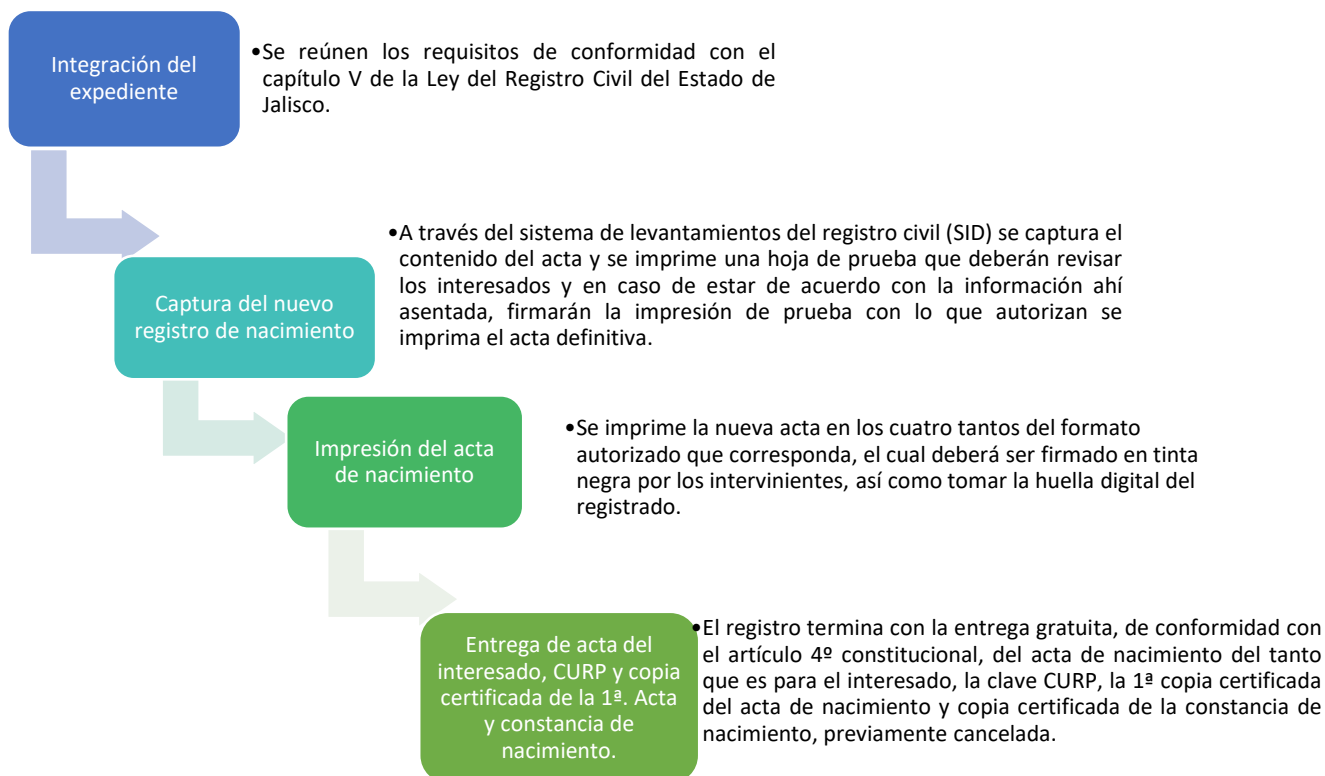 Integración del
expediente
•Se reúnen los requisitos de conformidad con el
capítulo V de la Ley del Registro Civil del Estado de
Jalisco.
Captura del nuevo
registro de nacimiento
•A través del sistema de levantamientos del registro civil (SID) se captura el
contenido del acta y se imprime una hoja de prueba que deberán revisar
los interesados y en caso de estar de acuerdo con la información ahí
asentada, firmarán la impresión de prueba con lo que autorizan se
imprima el acta definitiva.
Impresión del acta
de nacimiento
•Se imprime la nueva acta en los cuatro tantos del formato
autorizado que corresponda, el cual deberá ser firmado en tinta
negra por los intervinientes, así como tomar la huella digital del
registrado.
Entrega de acta del
interesado, CURP y copia
certificada de la 1ª. Acta
y constancia de
nacimiento.
•El registro termina con la entrega gratuita, de conformidad con
el artículo 4º constitucional, del acta de nacimiento del tanto
que es para el interesado, la clave CURP, la 1ª copia certificada
del acta de nacimiento y copia certificada de la constancia de
nacimiento, previamente cancelada.